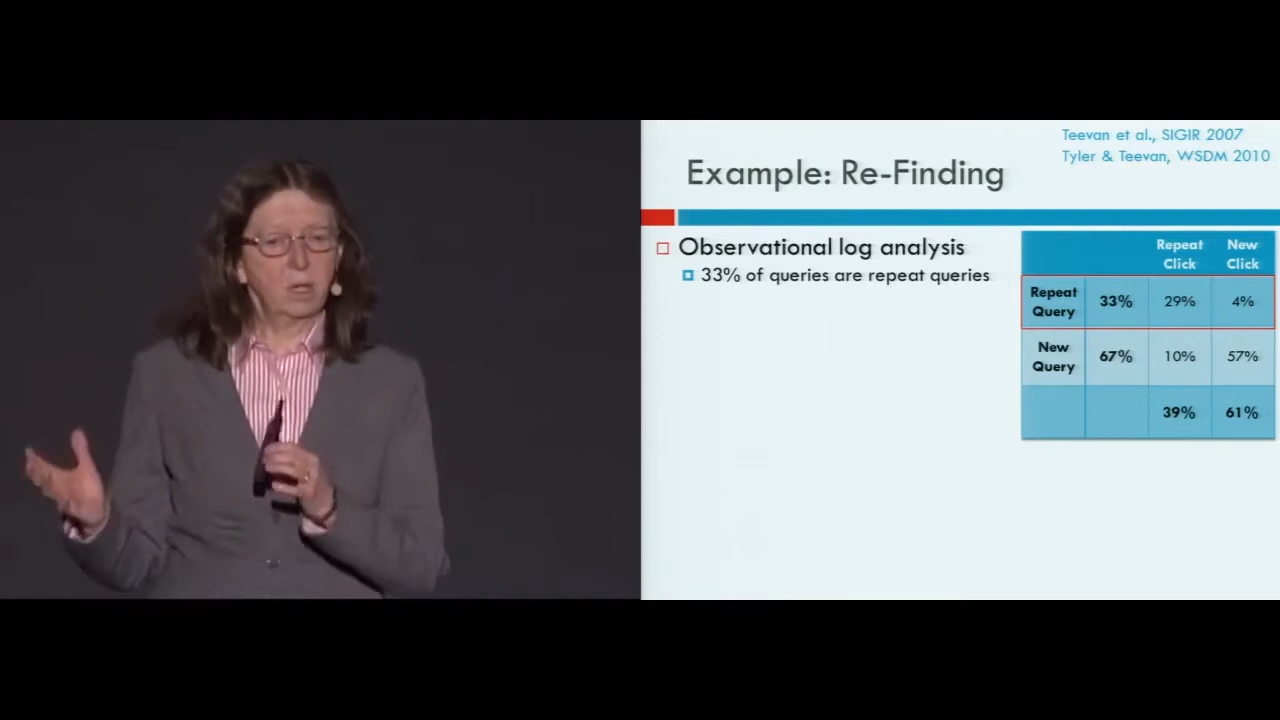 Teevan et al., SIGIR 2007
Tyler & Teevan, WSDM 2010
Example: Re-Finding
Observational log analysis
33% of queries are repeat queries
Repeat New
Click Click
Repeat
Query 33% 29% 4%
New
Query 67% 10% 57%
39% 61%